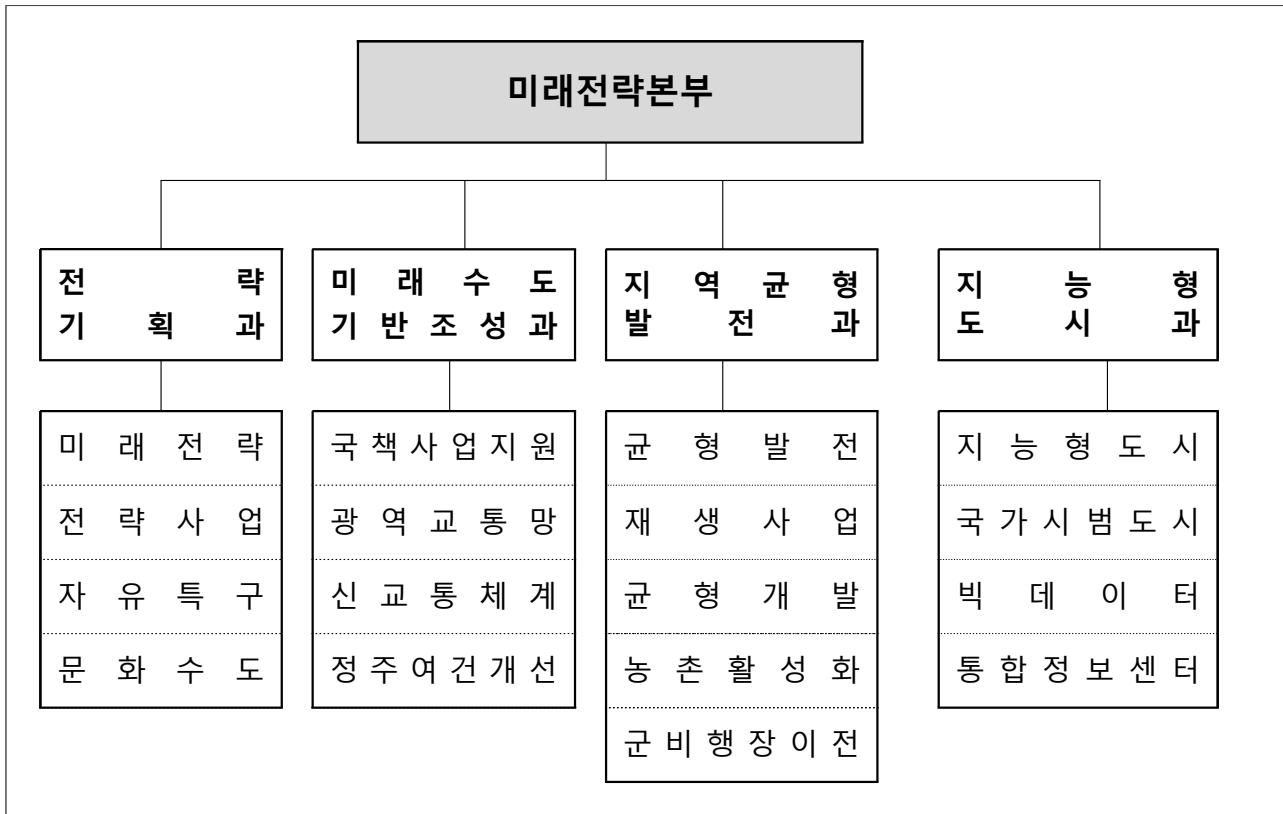 미래전략본부
전략
기획과
미래수도
기반조성과
지역균형
발전과
지능형
도시과
미래전략
전략사업
자유특구
문화수도
국책사업지원
광역교통망
신교통체계
정주여건개선
균형발전
재생사업
균형개발
농촌활성화
군비행장이전
지능형도시
국가시범도시
빅데이터
통합정보센터